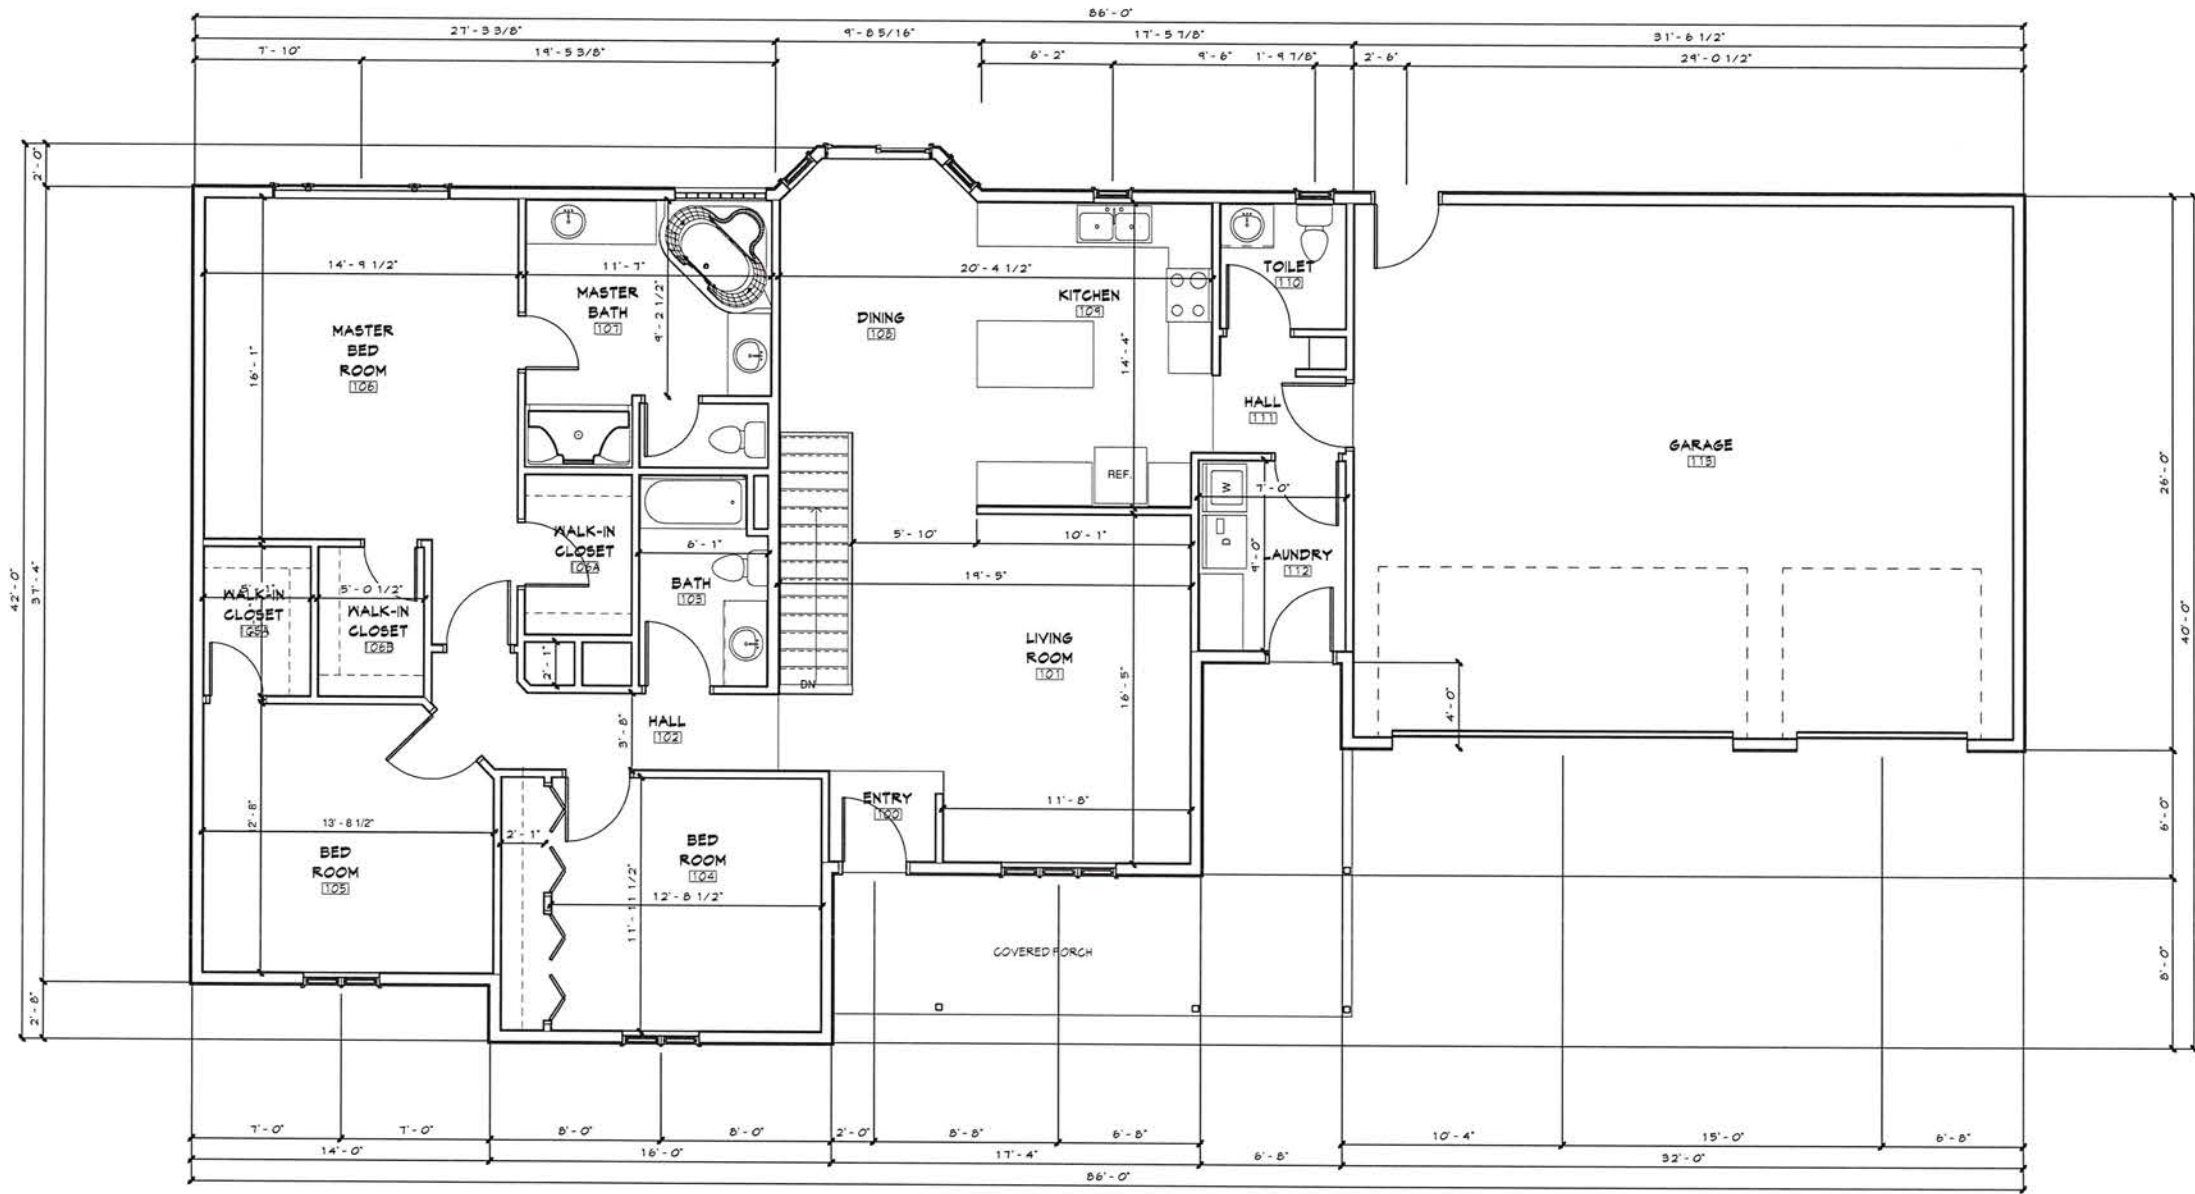 86'-0"
27'-3 3/8"
9'-8 5/16"
17'-5 7/8"
31'-6 1/2"
7'-10"
19'-5 3/8"
6'-2"
9'-6"
1'-9 7/8"
2'-6"
29'-0 1/2"
2'-0"
42'-0"
37'-4"
2'-8"
14'-9 1/2"
11'-7"
20'-4 1/2"
MASTER
BED
ROOM
106
16'-1"
MASTER
BATH
107
9'-2 1/2"
DINING
108
KITCHEN
109
14'-4"
TOILET
110
HALL
111
GARAGE
113
REF.
W
D
7'-0"
9'-0"
LAUNDRY
112
WALK-IN
CLOSET
106A
6'-1"
BATH
103
5'-10"
10'-1"
19'-5"
WALK-IN
CLOSET
105A
5'-1"
5'-0 1/2"
WALK-IN
CLOSET
106B
2'-1"
DN
LIVING
ROOM
101
16'-5"
4'-0"
HALL
102
3'-8"
ENTRY
100
11'-8"
12'-8"
13'-8 1/2"
BED
ROOM
105
2'-1"
BED
ROOM
104
11'-11 1/2"
12'-8 1/2"
COVERED PORCH
26'-0"
40'-0"
6'-0"
8'-0"
7'-0"
7'-0"
8'-0"
8'-0"
2'-0"
8'-8"
6'-8"
10'-4"
15'-0"
6'-8"
14'-0"
16'-0"
17'-4"
6'-8"
32'-0"
86'-0"